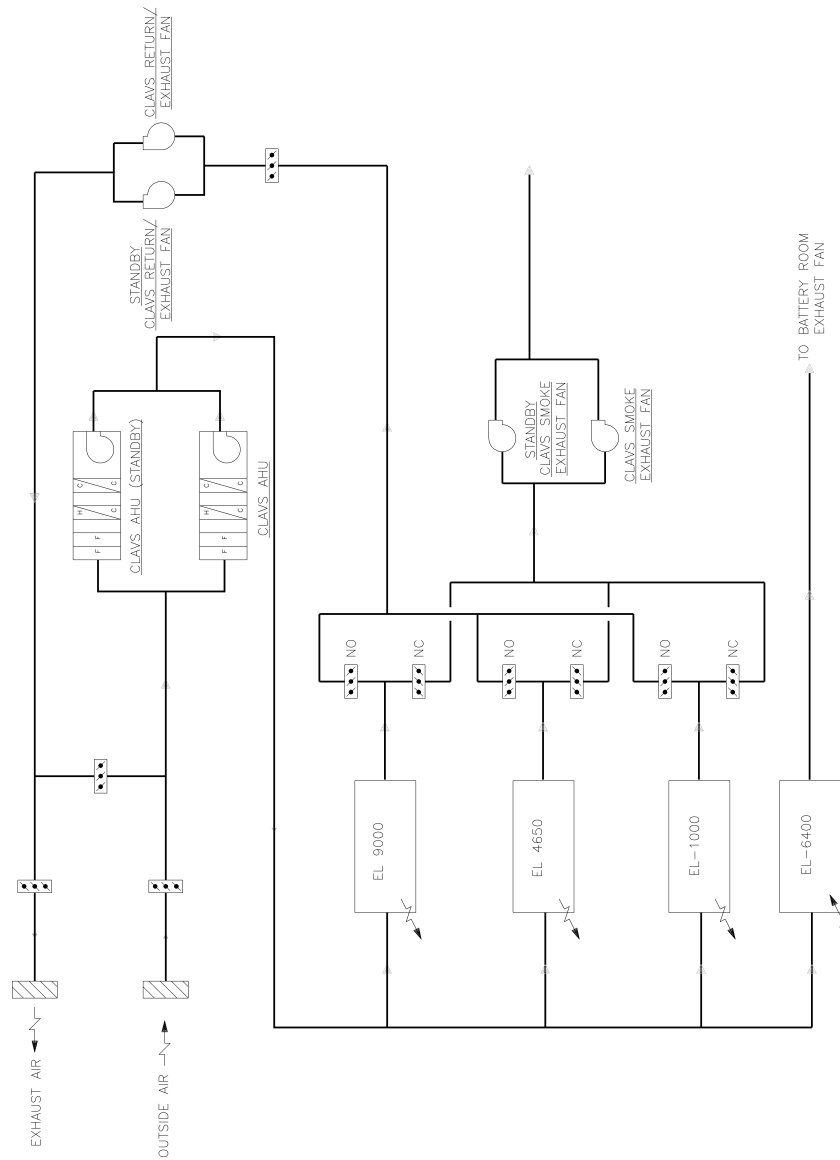 CLAVS RETURN/
EXHAUST FAN
STANDBY
CLAVS RETURN/
EXHAUST FAN
H
C
C
C
F
F
CLAVS AHU (STANDBY)
H
C
C
C
F
F
CLAVS AHU
STANDBY
CLAVS SMOKE
EXHAUST FAN
CLAVS SMOKE
EXHAUST FAN
TO BATTERY ROOM
EXHAUST FAN
NO
NC
NO
NC
NO
NC
EL 9000
EL 4650
EL-1000
EL-6400
EXHAUST AIR
OUTSIDE AIR